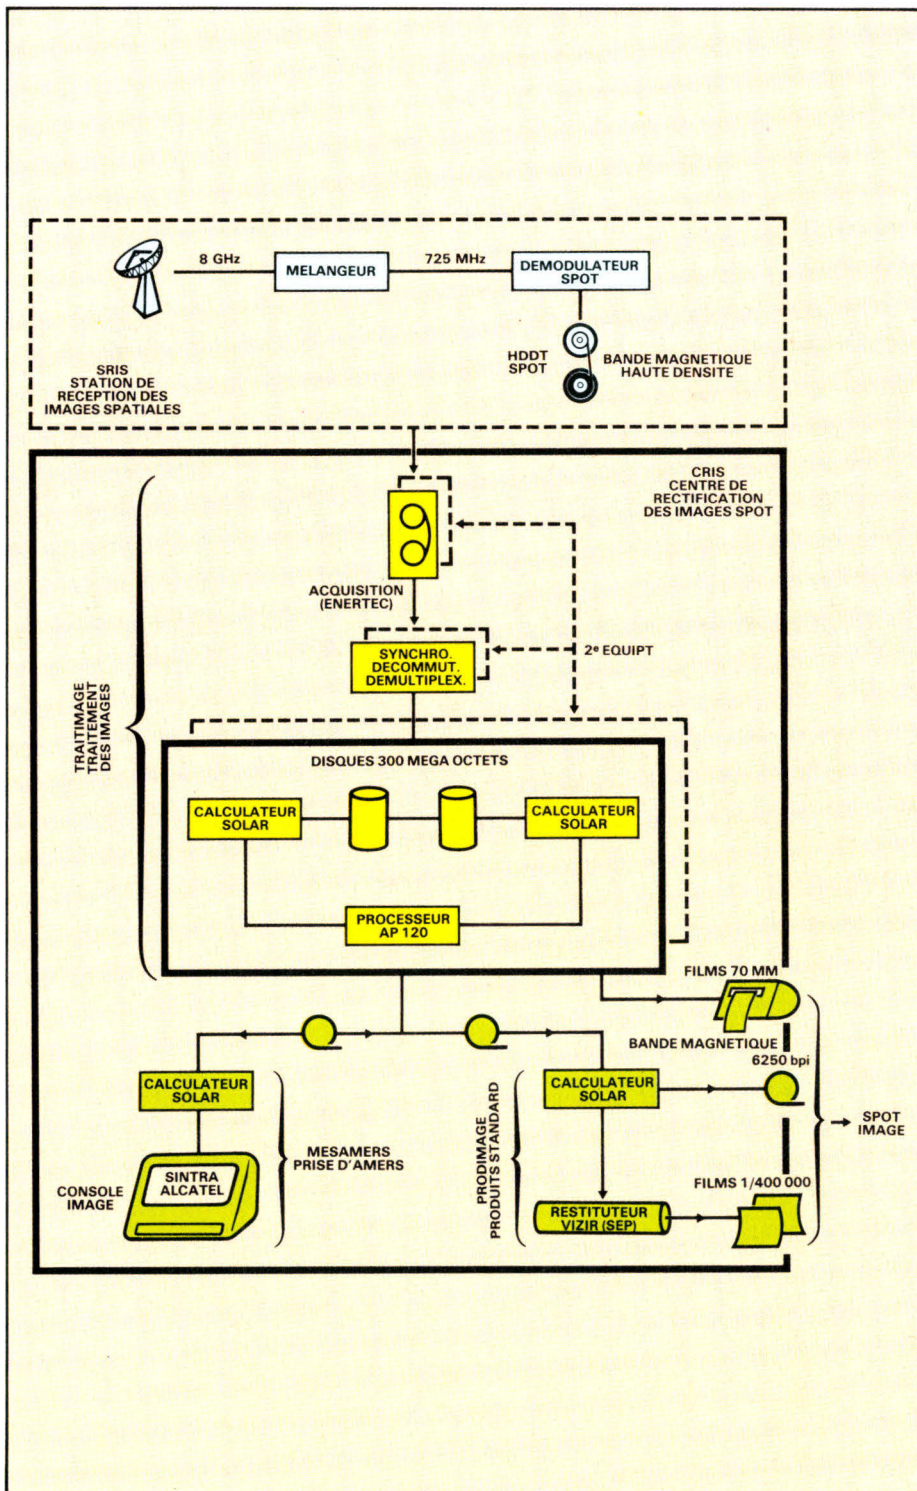 8 GHz
MELANGEUR
725 MHz
DEMODULATEUR
SPOT
HDDT
SPOT
BANDE MAGNETIQUE
HAUTE DENSITE
SRIS
STATION DE
RECEPTION DES
IMAGES SPATIALES
CRIS
CENTRE DE
RECTIFICATION
DES IMAGES SPOT
ACQUISITION
(ENERTEC)
SYNCHRO.
DECOMMUT.
DEMULTIPLEX.
2e EQUIPT
TRAITIMAGE
TRAITEMENT
DES IMAGES
DISQUES 300 MEGA OCTETS
CALCULATEUR
SOLAR
CALCULATEUR
SOLAR
PROCESSEUR
AP 120
FILMS 70 MM
BANDE MAGNETIQUE
6250 bpi
CALCULATEUR
SOLAR
MESAMERS
PRISE D'AMERS
CONSOLE
IMAGE
SINTRA
ALCATEL
PRODIMAGE
PRODUITS STANDARD
CALCULATEUR
SOLAR
SPOT
IMAGE
FILMS 1/400 000
RESTITUTEUR
VIZIR (SEP)